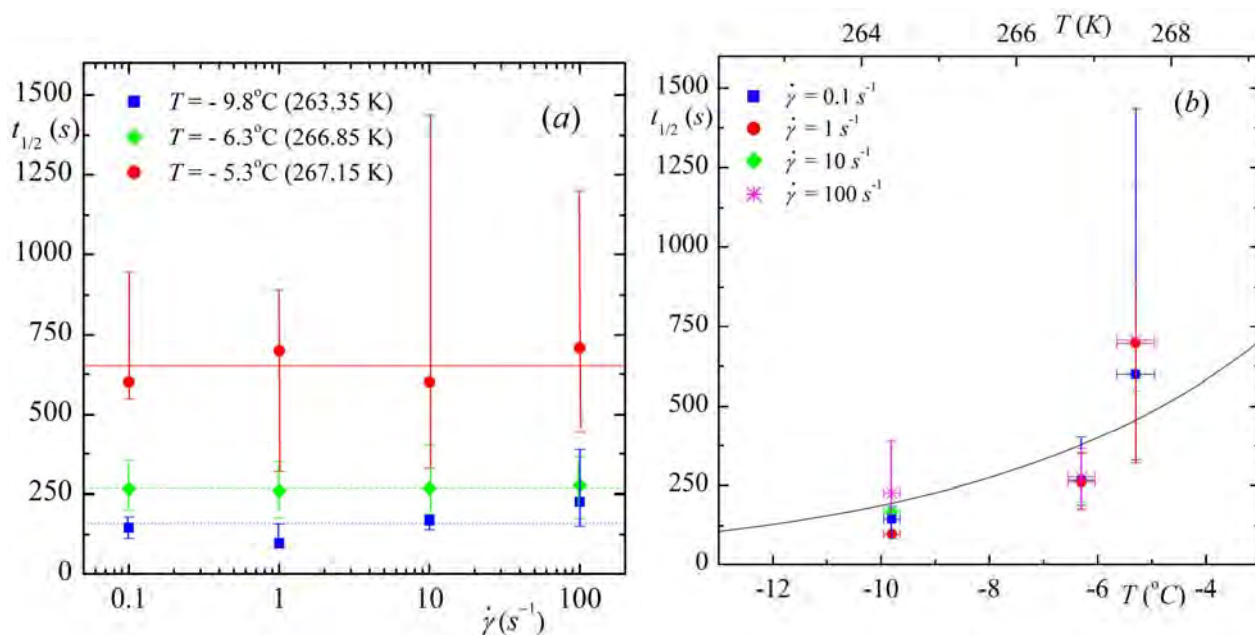 1500
t1/2 (s)
1250
1000
750
500
250
0
0.1
1
10
100
γ̇ (s⁻¹)
T = - 9.8°C (263.35 K)
T = - 6.3°C (266.85 K)
T = - 5.3°C (267.15 K)
(a)
264
266
T (K)
268
1500
t1/2 (s)
1250
1000
750
500
250
0
-12
-10
-8
-6
T (°C)
-4
γ̇ = 0.1 s⁻¹
γ̇ = 1 s⁻¹
γ̇ = 10 s⁻¹
γ̇ = 100 s⁻¹
(b)